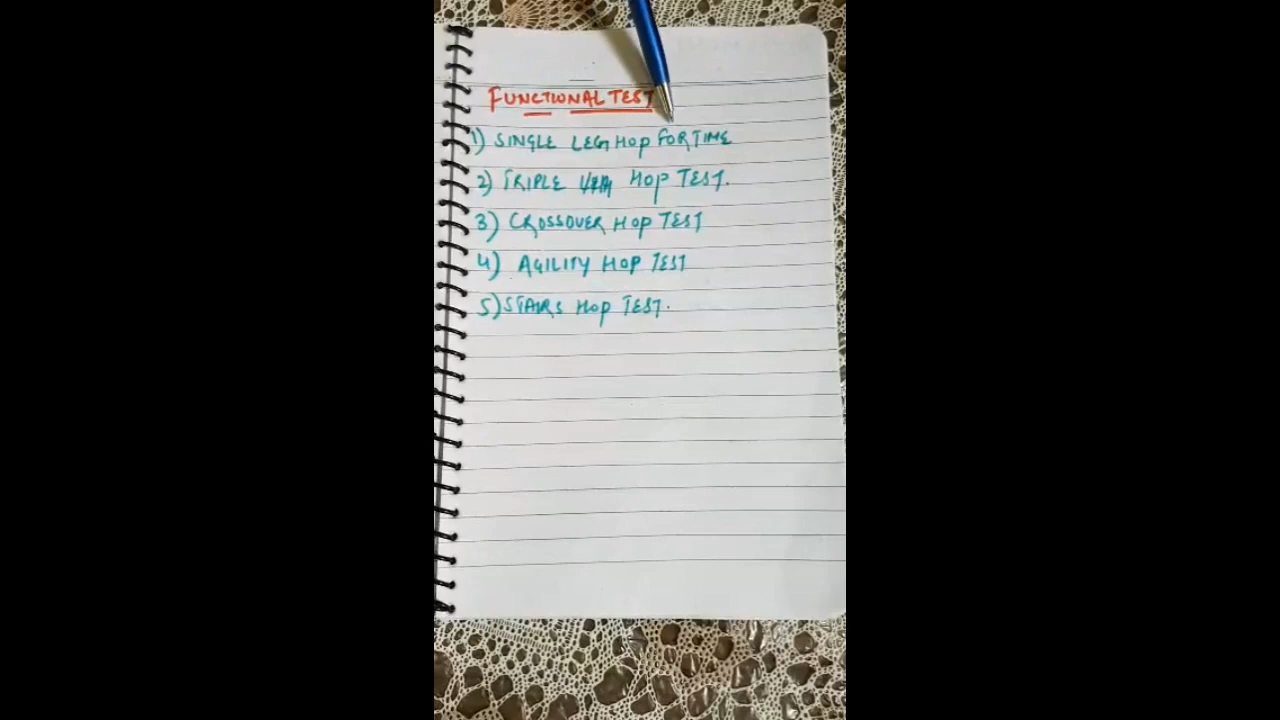 FUNCTIONAL TEST
1) SINGLE LEG HOP FOR TIME
2) TRIPLE HOP TEST.
3) CROSSOVER HOP TEST
4) AGILITY HOP TEST
5) STAIRS HOP TEST.